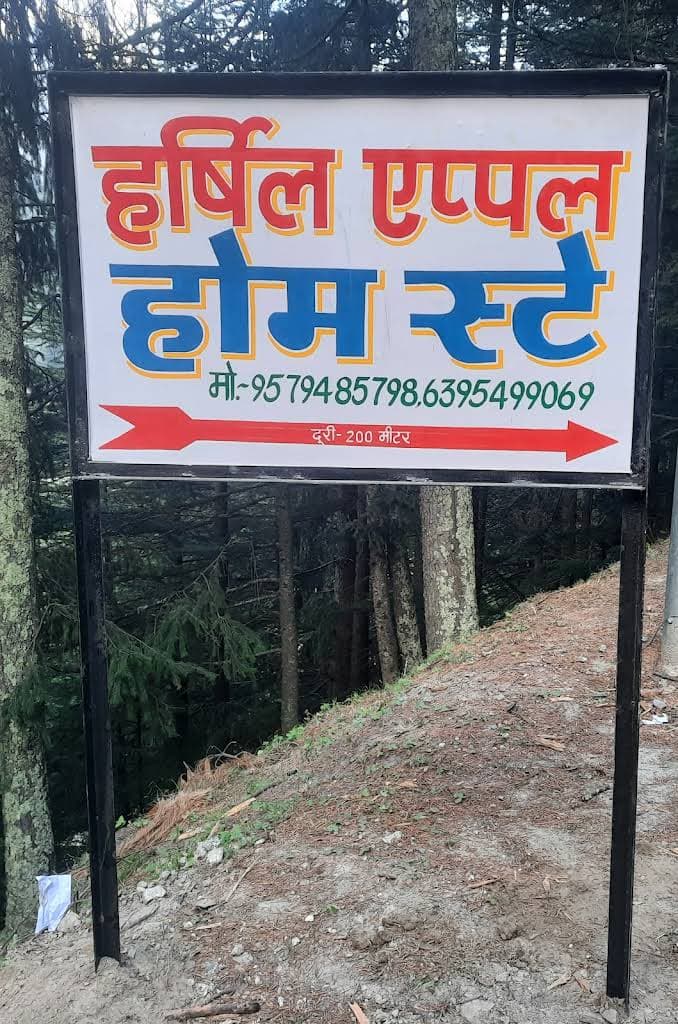 हर्षिल एप्पल
होम स्टे
मो:-9579485798,6395499069
दूरी- 200 मीटर